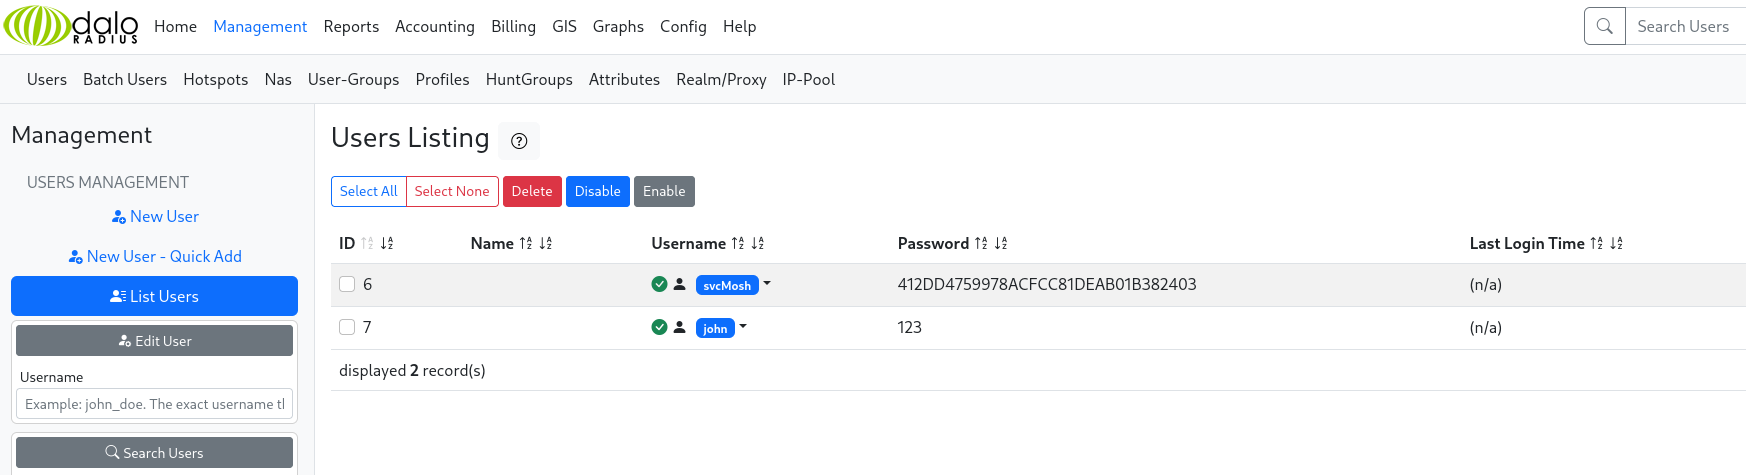 dalo RADIUS Home Management Reports Accounting Billing GIS Graphs Config Help Search Users
Users Batch Users Hotspots Nas User-Groups Profiles HuntGroups Attributes Realm/Proxy IP-Pool
Management
USERS MANAGEMENT
New User
New User - Quick Add
List Users
Edit User
Username
Example: john_doe. The exact username tl
Search Users
Users Listing
Select All Select None Delete Disable Enable
ID Name Username Password Last Login Time
6 svcMosh 412DD4759978ACFCC81DEAB01B382403 (n/a)
7 john 123 (n/a)
displayed 2 record(s)